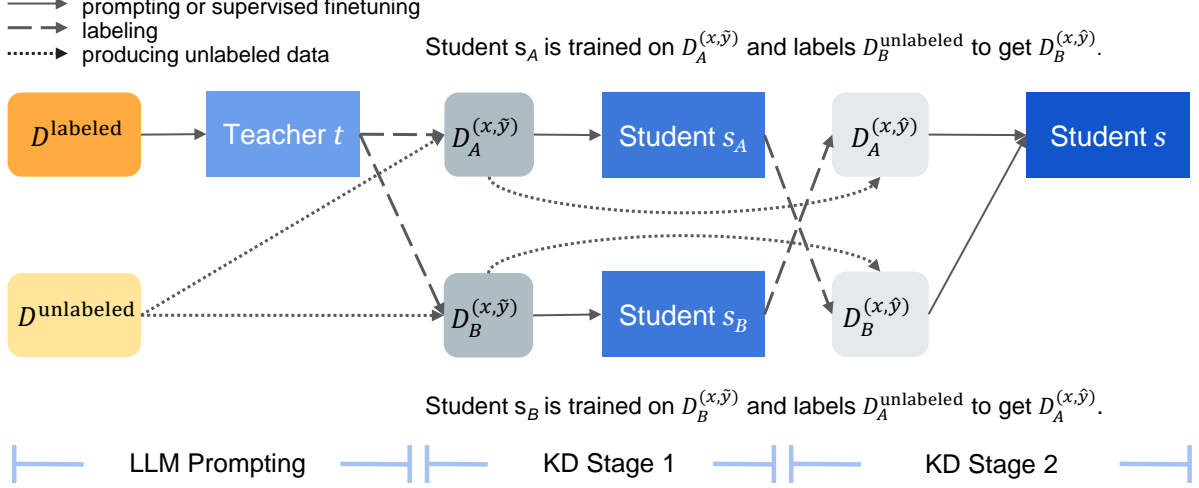 prompting or supervised finetuning
labeling
producing unlabeled data
Student s_A is trained on D_A^{(x,ỹ)} and labels D_B^{unlabeled} to get D_B^{(x,ŷ)}.
D^{labeled} Teacher t D_A^{(x,ỹ)} Student s_A D_A^{(x,ŷ)} Student s
D^{unlabeled} D_B^{(x,ỹ)} Student s_B D_B^{(x,ŷ)}
Student s_B is trained on D_B^{(x,ỹ)} and labels D_A^{unlabeled} to get D_A^{(x,ŷ)}.
LLM Prompting KD Stage 1 KD Stage 2